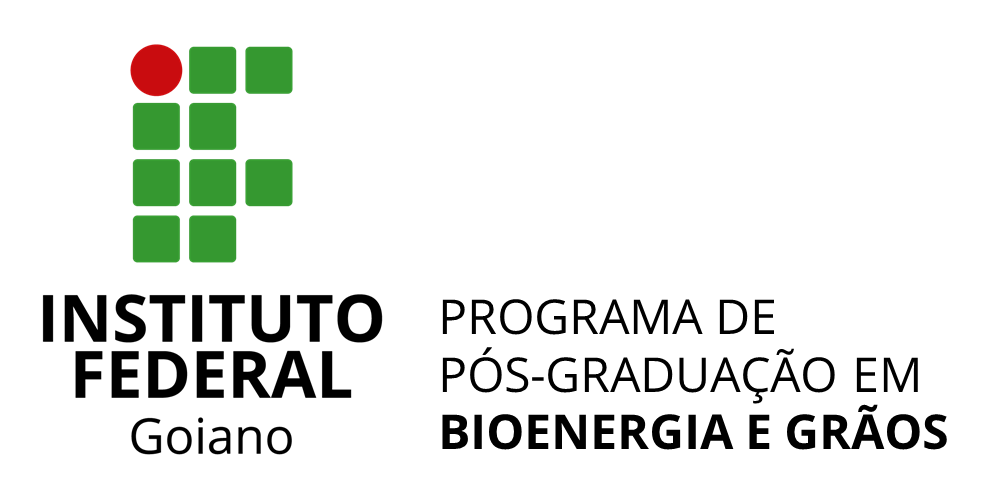 INSTITUTO
FEDERAL
Goiano
PROGRAMA DE
PÓS-GRADUAÇÃO EM
BIOENERGIA E GRÃOS